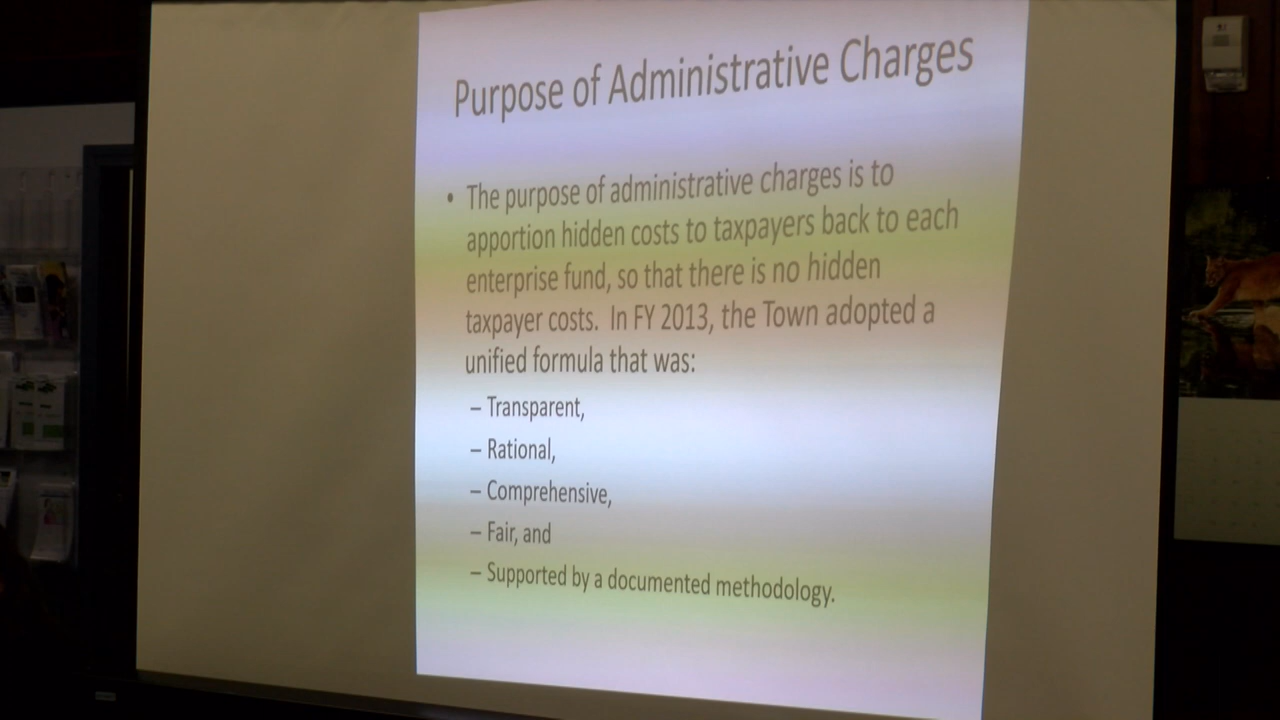 Purpose of Administrative Charges
• The purpose of administrative charges is to
apportion hidden costs to taxpayers back to each
enterprise fund, so that there is no hidden
taxpayer costs. In FY 2013, the Town adopted a
unified formula that was:
– Transparent,
– Rational,
– Comprehensive,
– Fair, and
– Supported by a documented methodology.